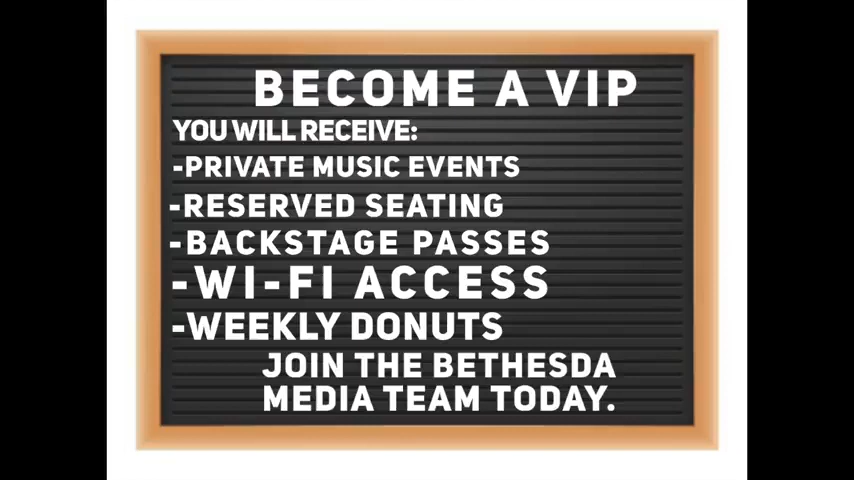 BECOME A VIP
YOU WILL RECEIVE:
-PRIVATE MUSIC EVENTS
-RESERVED SEATING
-BACKSTAGE PASSES
-WI-FI ACCESS
-WEEKLY DONUTS
JOIN THE BETHESDA
MEDIA TEAM TODAY.